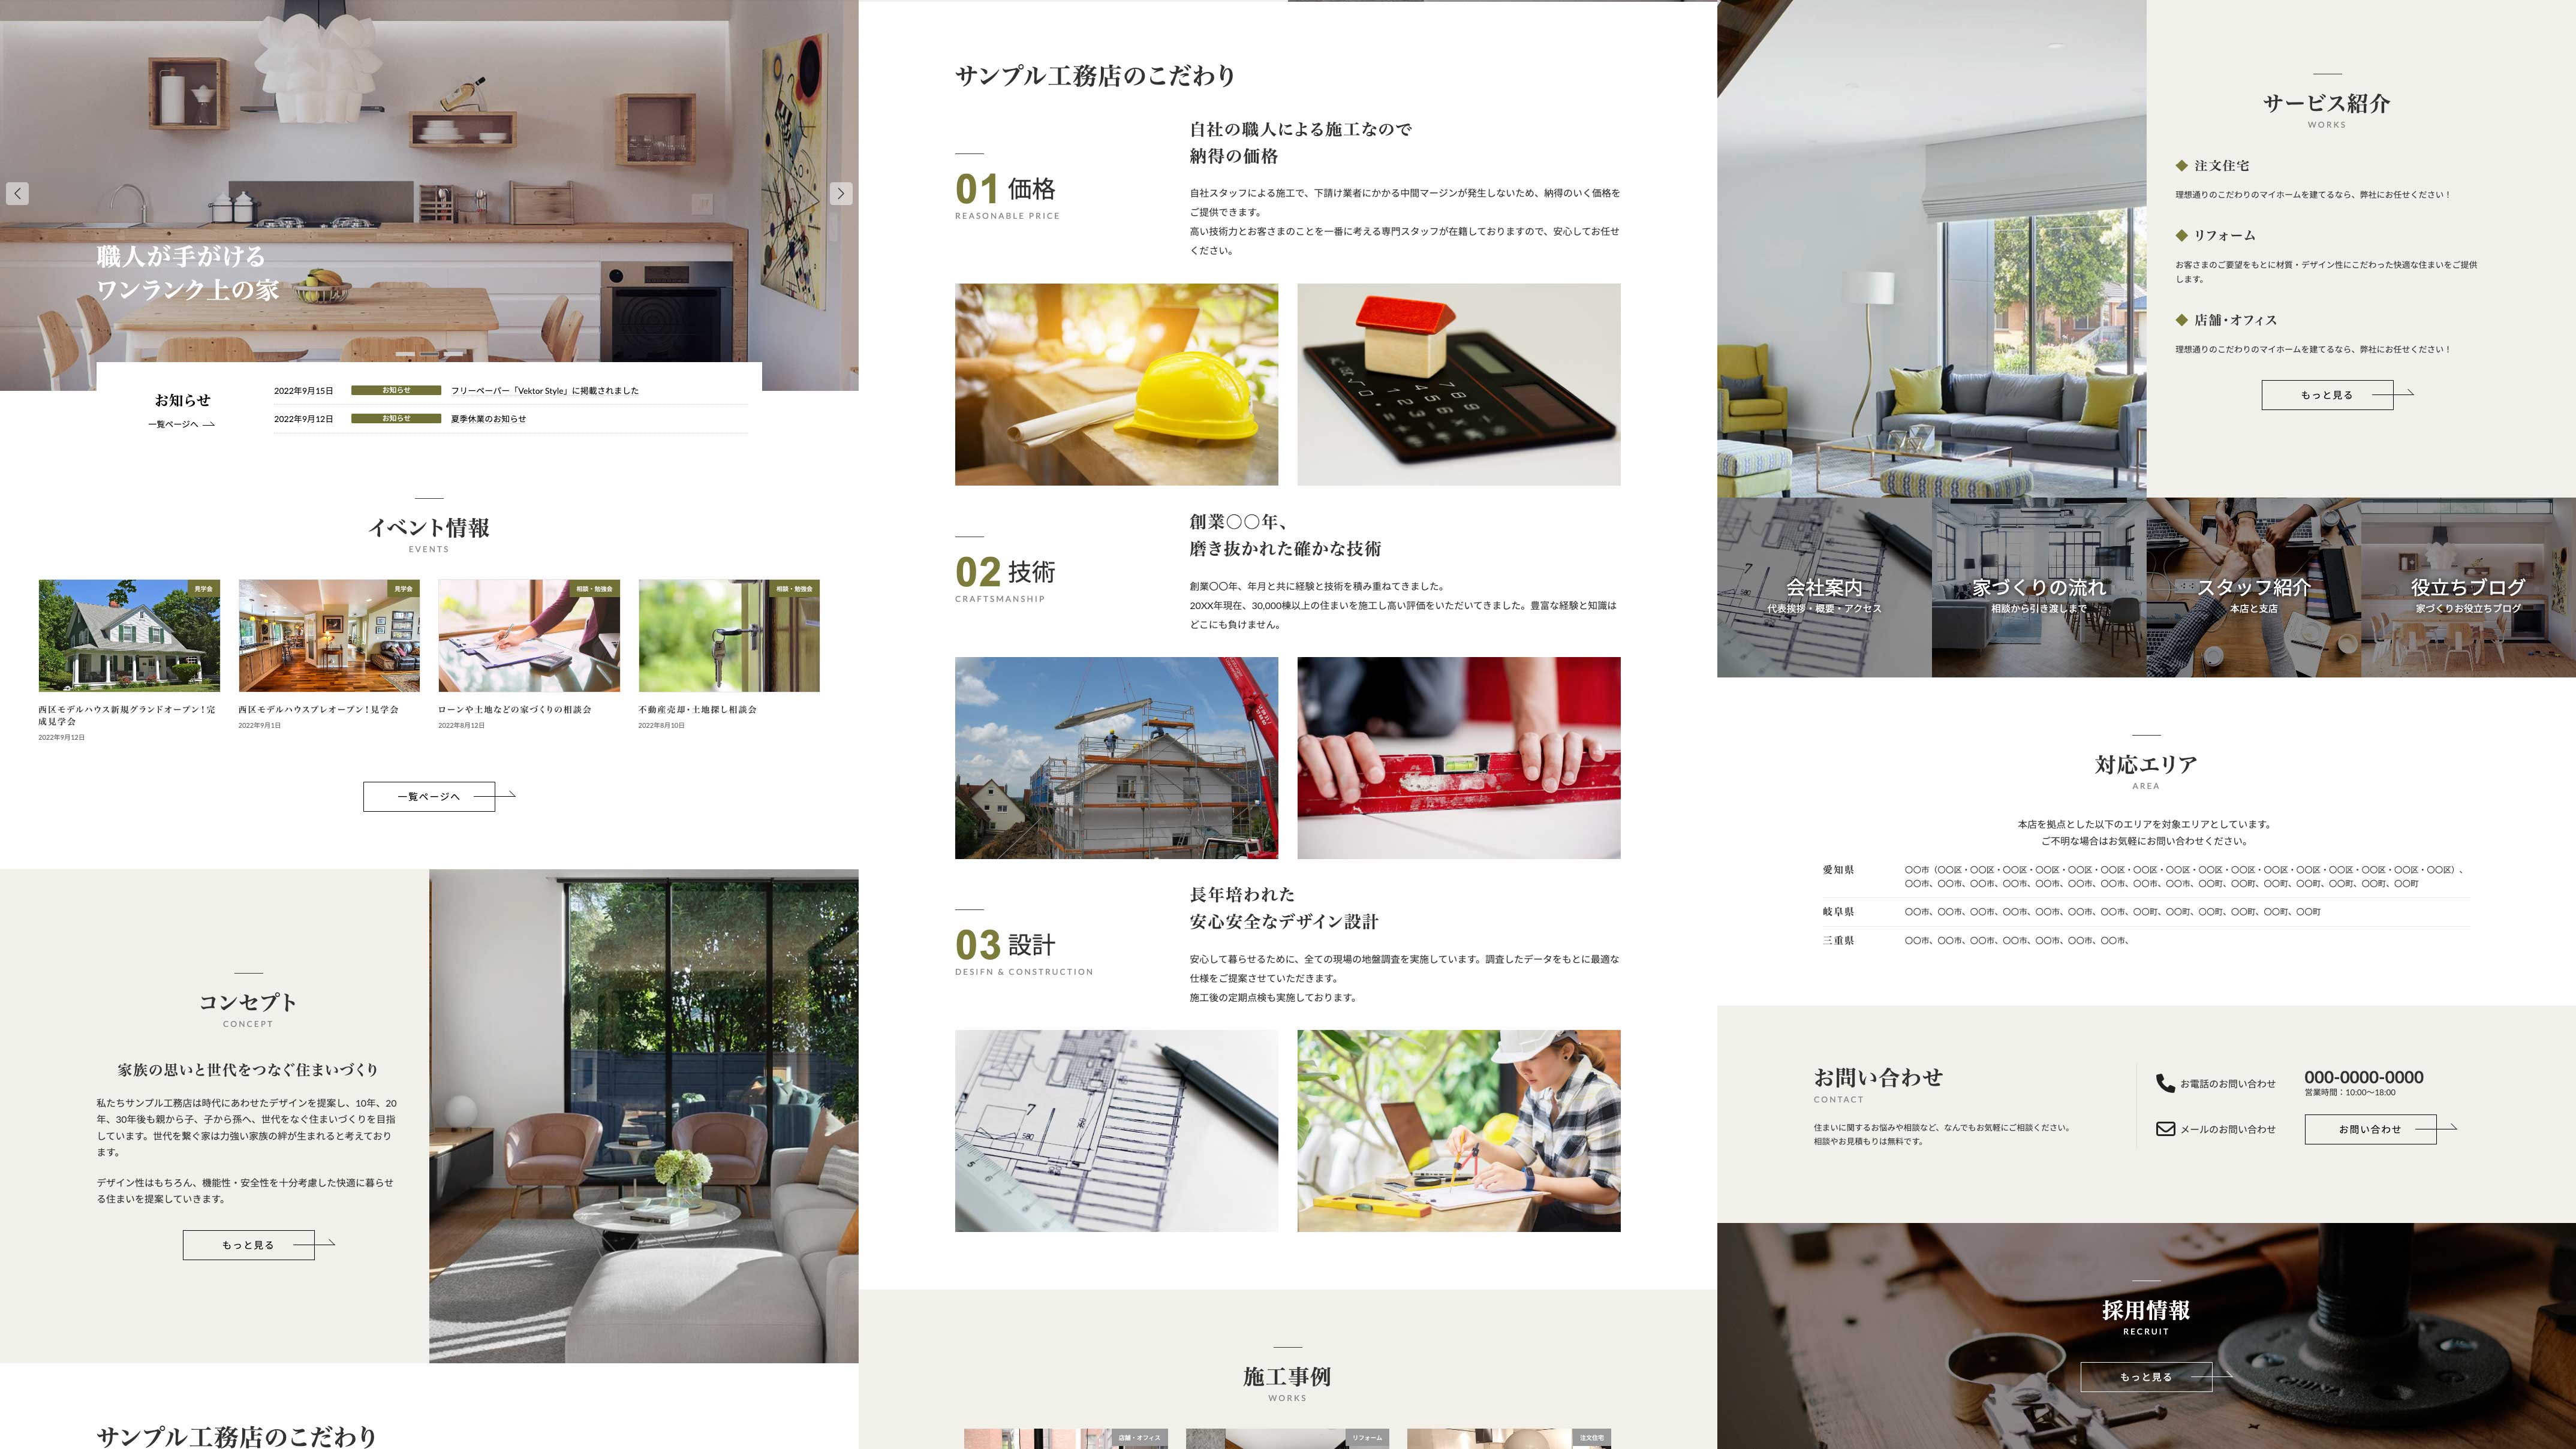 職人が手がける
ワンランク上の家
お知らせ
一覧ページへ
2022年9月15日 お知らせ フリーペーパー「Vektor Style」に掲載されました
2022年9月12日 お知らせ 夏季休業のお知らせ
イベント情報
EVENTS
見学会
西区モデルハウス新規グランドオープン！完
成見学会
2022年9月12日
見学会
西区モデルハウスプレオープン！見学会
2022年9月1日
相談・勉強会
ローンや土地などの家づくりの相談会
2022年8月12日
相談・勉強会
不動産売却・土地探し相談会
2022年8月10日
一覧ページへ
コンセプト
CONCEPT
家族の思いと世代をつなぐ住まいづくり
私たちサンプル工務店は時代にあわせたデザインを提案し、10年、20
年、30年後も親から子、子から孫へ、世代をなぐ住まいづくりを目指
しています。世代を繋ぐ家は力強い家族の絆が生まれると考えており
ます。
デザイン性はもちろん、機能性・安全性を十分考慮した快適に暮らせ
る住まいを提案していきます。
もっと見る
サンプル工務店のこだわり
サンプル工務店のこだわり
01 価格
REASONABLE PRICE
自社の職人による施工なので
納得の価格
自社スタッフによる施工で、下請け業者にかかる中間マージンが発生しないため、納得のいく価格を
ご提供できます。
高い技術力とお客さまのことを一番に考える専門スタッフが在籍しておりますので、安心してお任せ
ください。
02 技術
CRAFTSMANSHIP
創業〇〇年、
磨き抜かれた確かな技術
創業〇〇年、年月と共に経験と技術を積み重ねてきました。
20XX年現在、30,000棟以上の住まいを施工し高い評価をいただいてきました。豊富な経験と知識は
どこにも負けません。
03 設計
DESIFN & CONSTRUCTION
長年培われた
安心安全なデザイン設計
安心して暮らせるために、全ての現場の地盤調査を実施しています。調査したデータをもとに最適な
仕様をご提案させていただきます。
施工後の定期点検も実施しております。
施工事例
WORKS
店舗・オフィス
リフォーム
注文住宅
サービス紹介
WORKS
◆ 注文住宅
理想通りのこだわりのマイホームを建てるなら、弊社にお任せください！
◆ リフォーム
お客さまのご要望をもとに材質・デザイン性にこだわった快適な住まいをご提供
します。
◆ 店舗・オフィス
理想通りのこだわりのマイホームを建てるなら、弊社にお任せください！
もっと見る
会社案内
代表挨拶・概要・アクセス
家づくりの流れ
相談から引き渡しまで
スタッフ紹介
本店と支店
役立ちブログ
家づくりお役立ちブログ
対応エリア
AREA
本店を拠点とした以下のエリアを対象エリアとしています。
ご不明な場合はお気軽にお問い合わせください。
愛知県 〇〇市（〇〇区・〇〇区・〇〇区・〇〇区・〇〇区・〇〇区・〇〇区・〇〇区・〇〇区・〇〇区・〇〇区・〇〇区・〇〇区・〇〇区・〇〇区・〇〇区）、
〇〇市、〇〇市、〇〇市、〇〇市、〇〇市、〇〇市、〇〇市、〇〇市、〇〇市、〇〇町、〇〇町、〇〇町、〇〇町、〇〇町、〇〇町、〇〇町
岐阜県 〇〇市、〇〇市、〇〇市、〇〇市、〇〇市、〇〇市、〇〇市、〇〇町、〇〇町、〇〇町、〇〇町、〇〇町、〇〇町
三重県 〇〇市、〇〇市、〇〇市、〇〇市、〇〇市、〇〇市、〇〇市、
お問い合わせ
CONTACT
住まいに関するお悩みや相談など、なんでもお気軽にご相談ください。
相談やお見積もりは無料です。
お電話のお問い合わせ
000-0000-0000
営業時間：10:00〜18:00
メールのお問い合わせ
お問い合わせ
採用情報
RECRUIT
もっと見る
CHINA